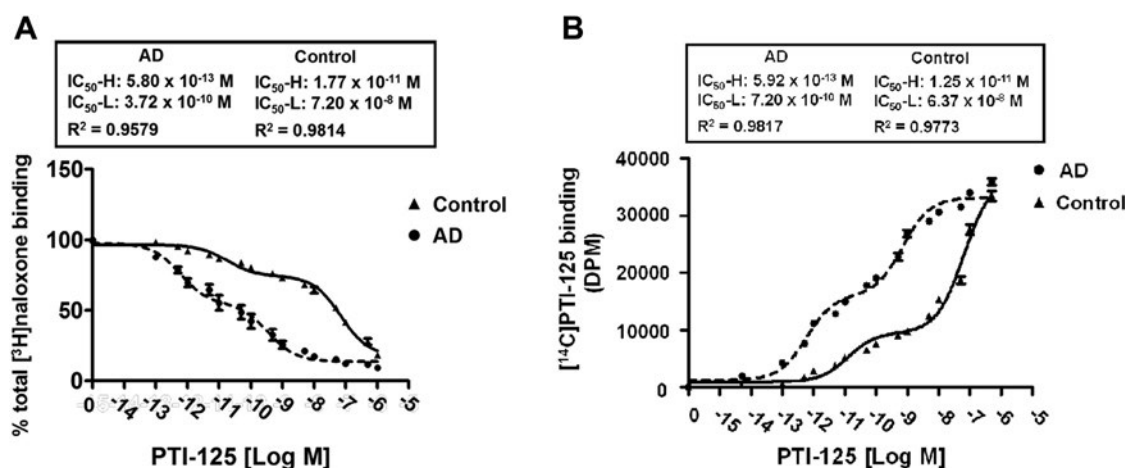 A
AD Control
IC₅₀-H: 5.80 x 10⁻¹³ M IC₅₀-H: 1.77 x 10⁻¹¹ M
IC₅₀-L: 3.72 x 10⁻¹⁰ M IC₅₀-L: 7.20 x 10⁻⁸ M
R² = 0.9579 R² = 0.9814
% total [³H]naloxone binding
150
100
50
0
Control
AD
0 -14 -13 -12 -11 -10 -9 -8 -7 -6 -5
PTI-125 [Log M]
B
AD Control
IC₅₀-H: 5.92 x 10⁻¹³ M IC₅₀-H: 1.25 x 10⁻¹¹ M
IC₅₀-L: 7.20 x 10⁻¹⁰ M IC₅₀-L: 6.37 x 10⁻⁸ M
R² = 0.9817 R² = 0.9773
[¹⁴C]PTI-125 binding
(DPM)
40000
30000
20000
10000
0
AD
Control
0 -15 -14 -13 -12 -11 -10 -9 -8 -7 -6 -5
PTI-125 [Log M]